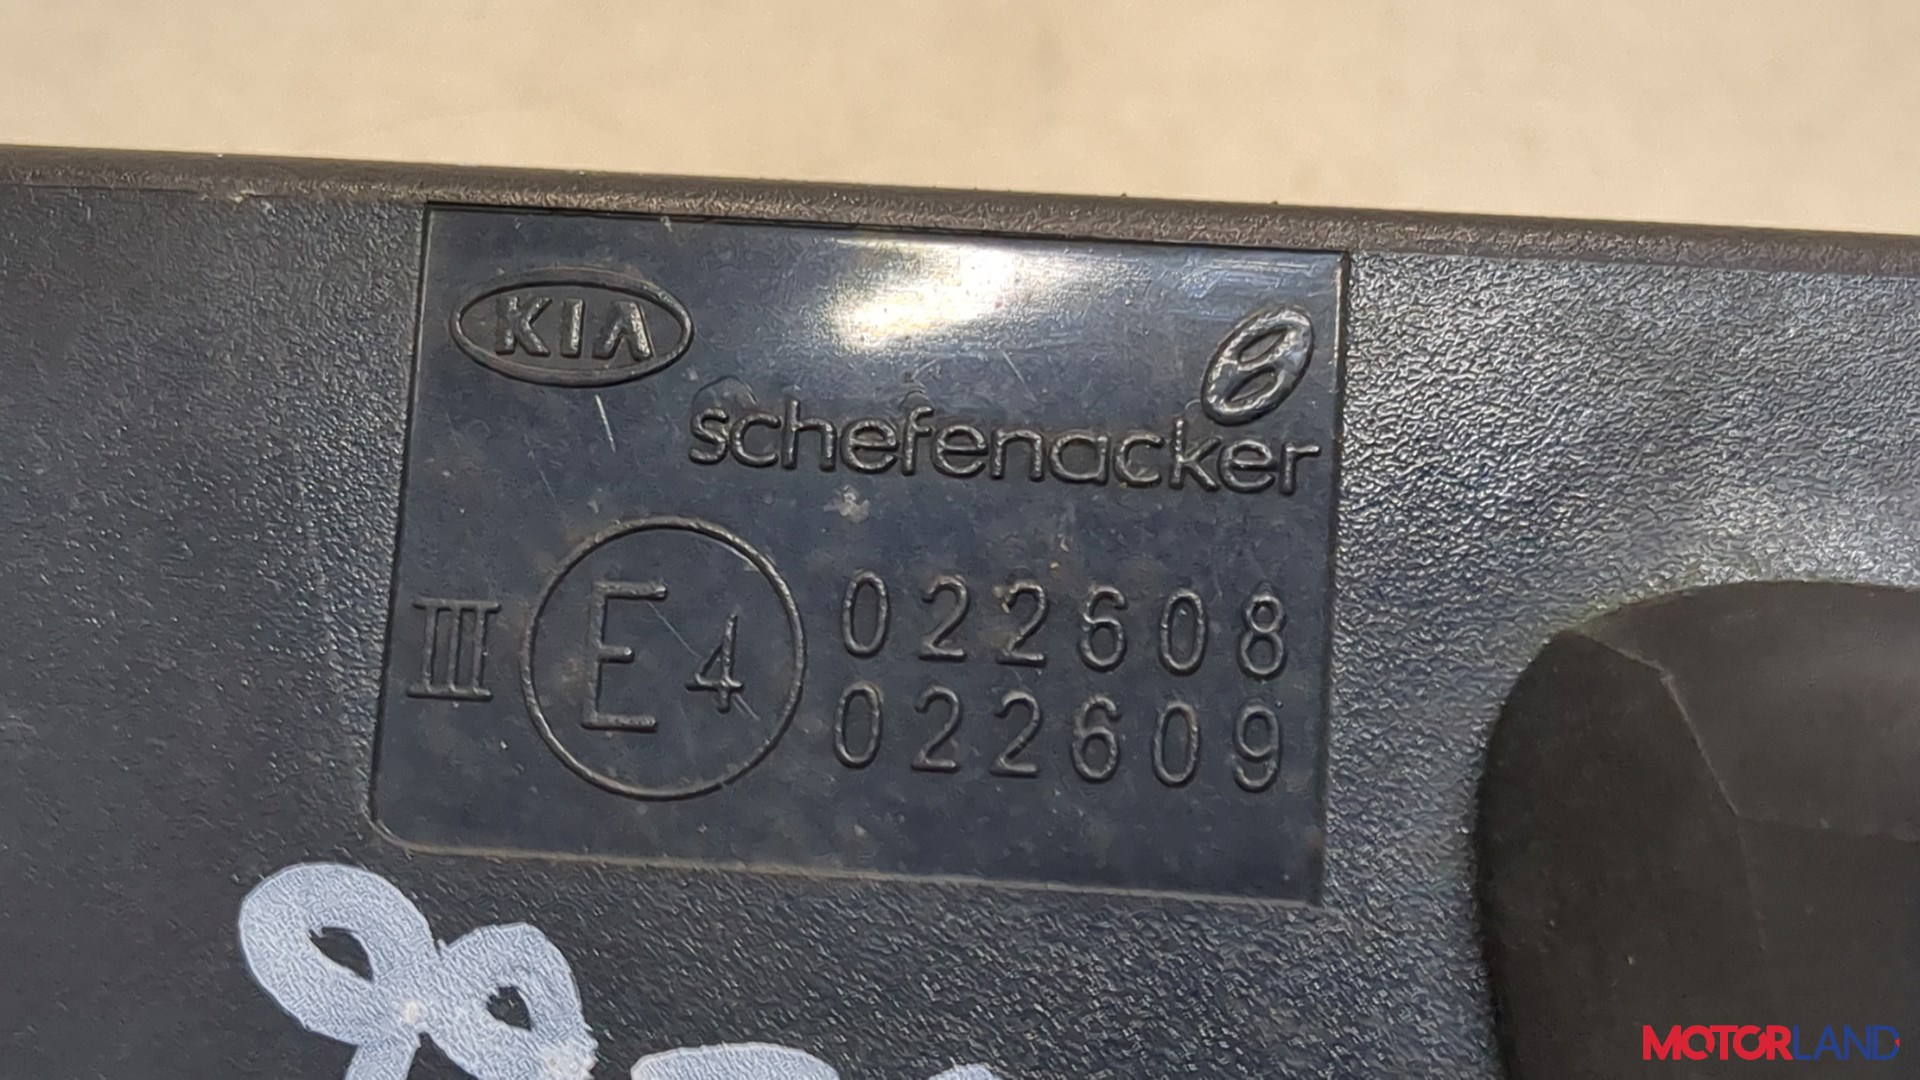 KIA
schefenacker
III E4 022608
022609
MOTORLAND